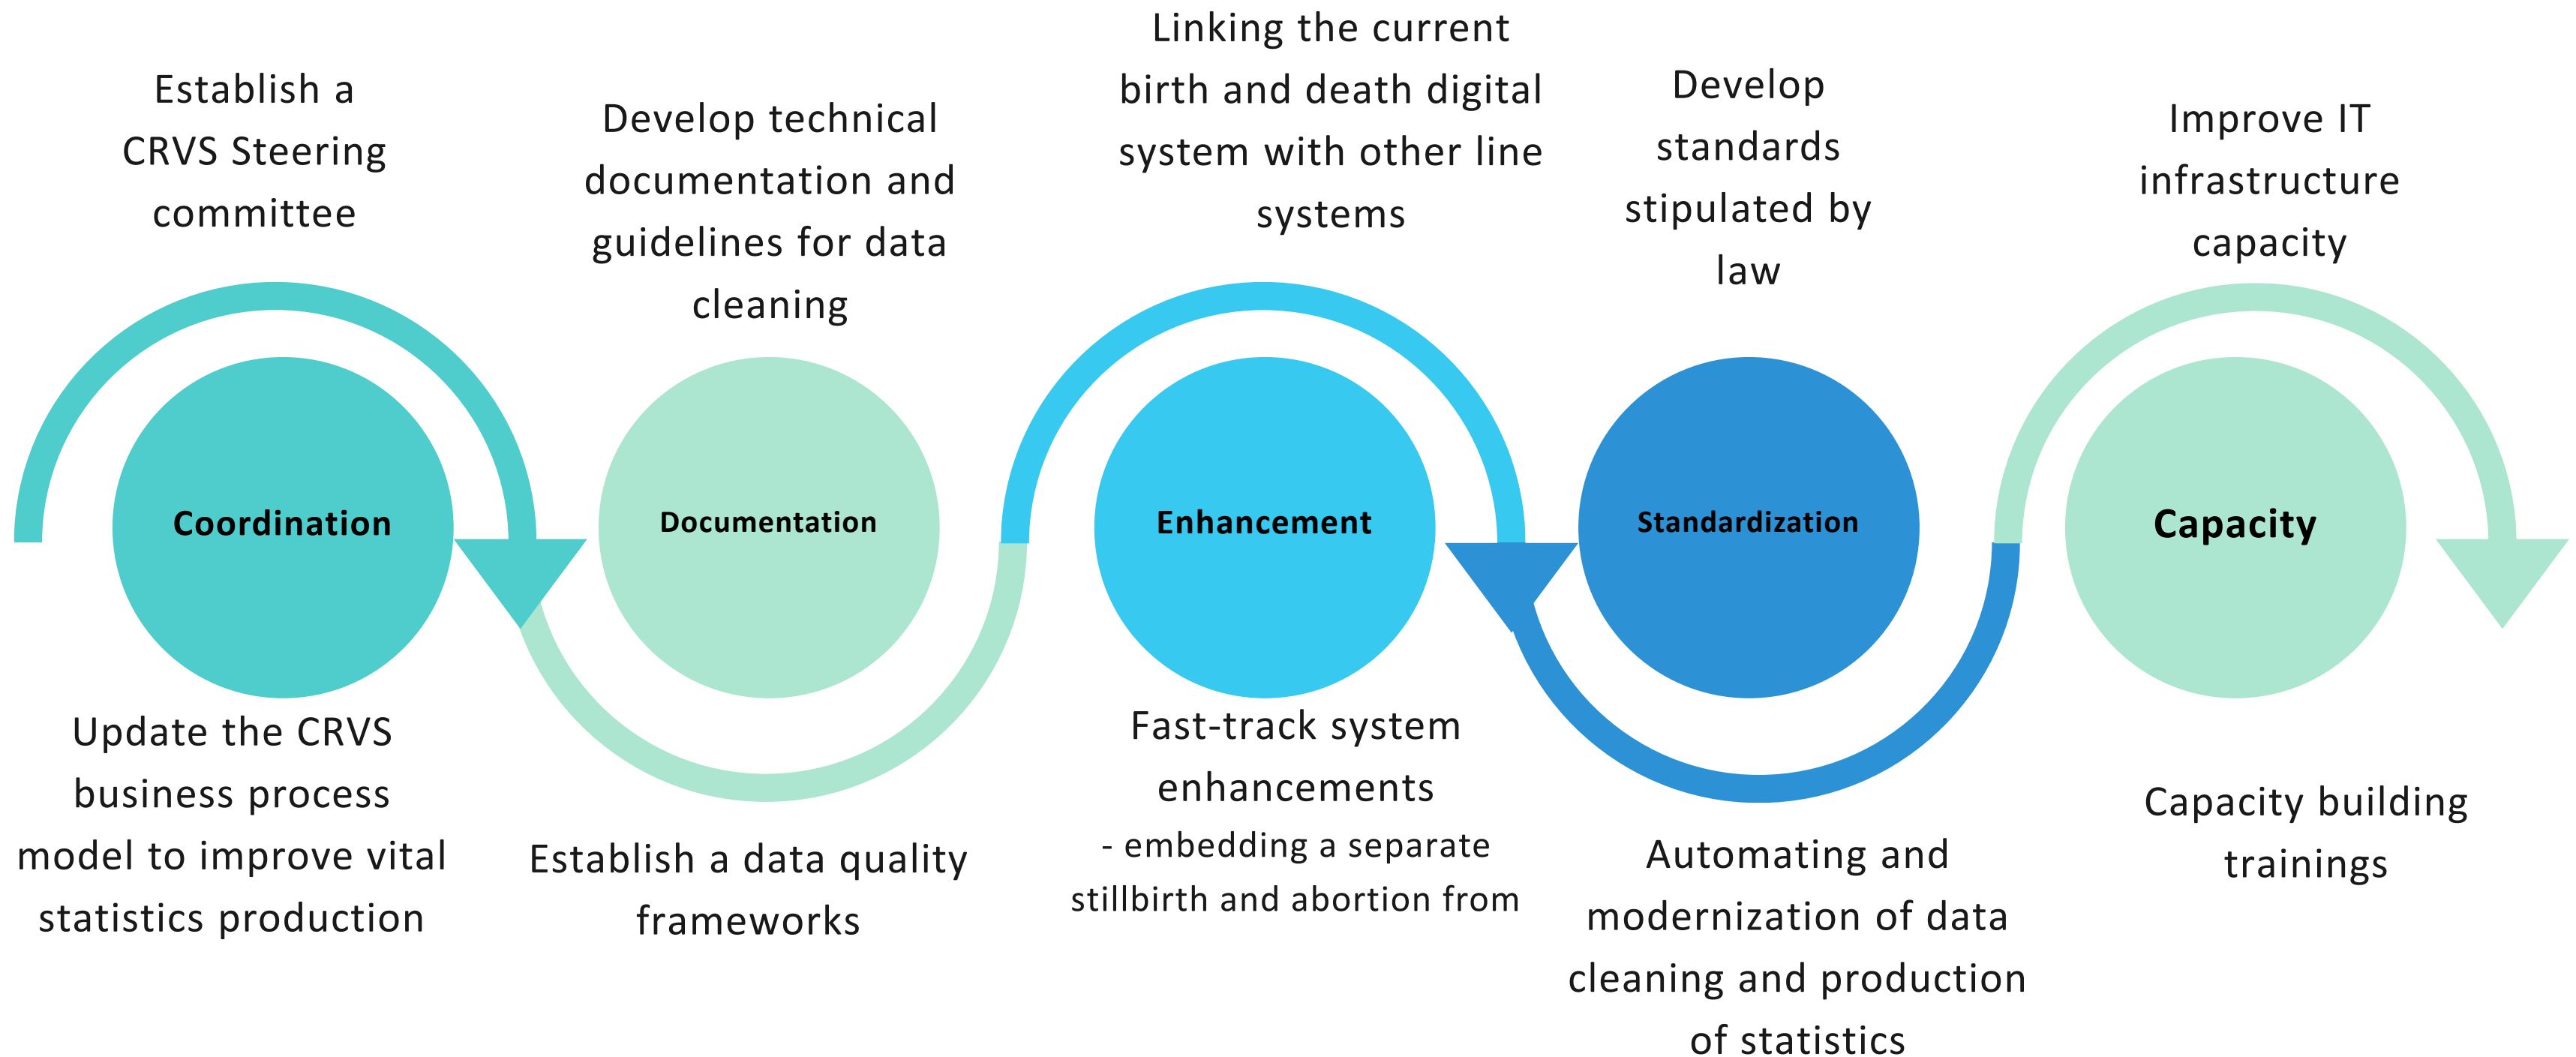 Establish a
CRVS Steering
committee
Coordination
Update the CRVS
business process
model to improve vital
statistics production
Develop technical
documentation and
guidelines for data
cleaning
Documentation
Establish a data quality
frameworks
Linking the current
birth and death digital
system with other line
systems
Enhancement
Fast-track system
enhancements
- embedding a separate
stillbirth and abortion from
Develop
standards
stipulated by
law
Standardization
Automating and
modernization of data
cleaning and production
of statistics
Improve IT
infrastructure
capacity
Capacity
Capacity building
trainings